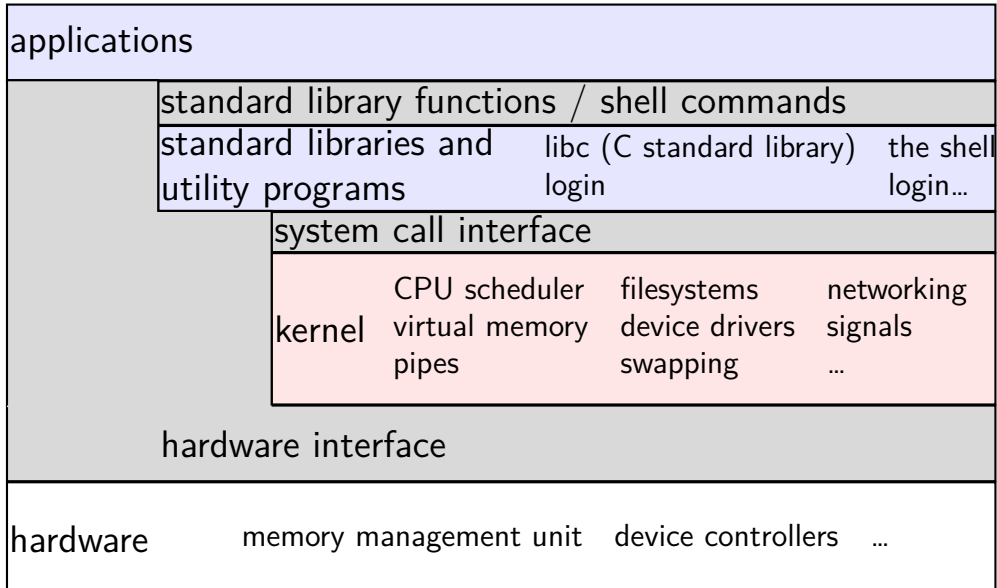 applications
standard library functions / shell commands
standard libraries and
utility programs
libc (C standard library)
login
the shell
login…
system call interface
kernel
CPU scheduler
virtual memory
pipes
filesystems
device drivers
swapping
networking
signals
…
hardware interface
hardware
memory management unit
device controllers
…